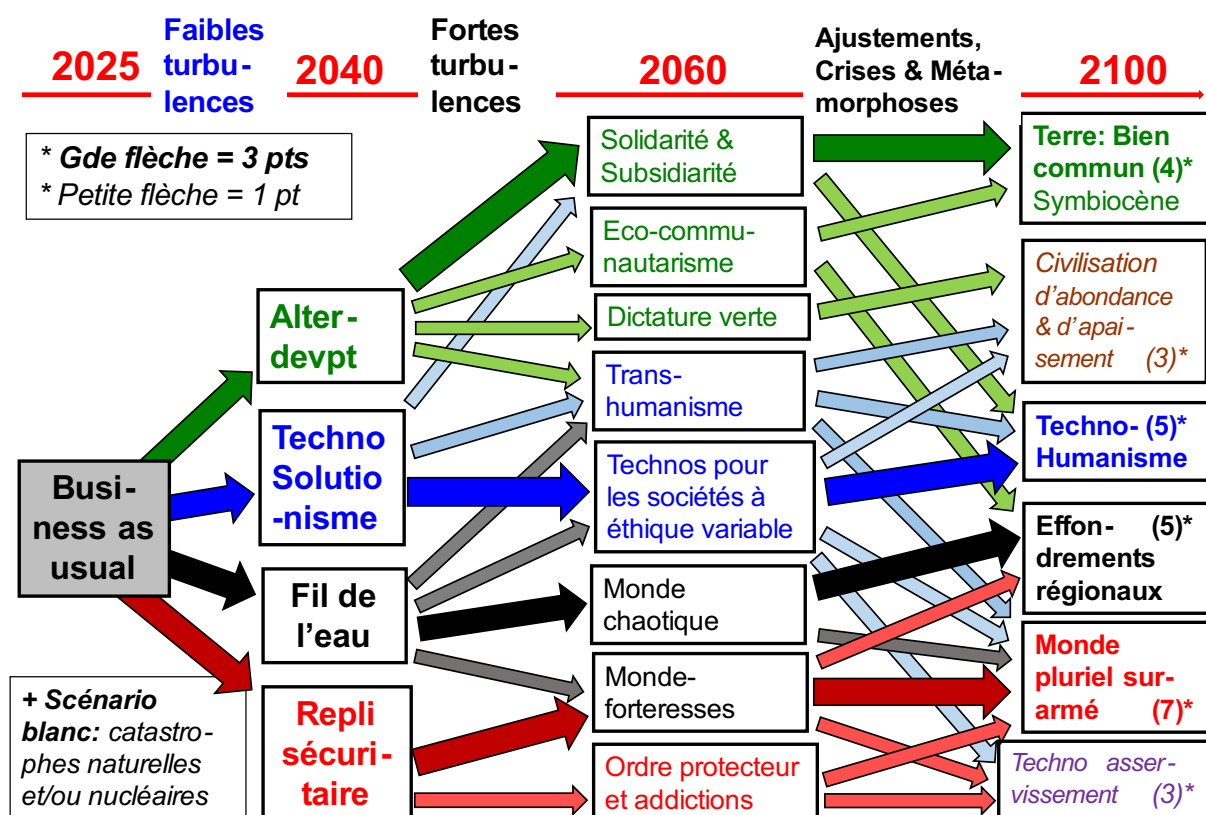 2025
Faibles
turbu-
lences
2040
Fortes
turbu-
lences
2060
Ajustements,
Crises & Méta-
morphoses
2100
* Gde flèche = 3 pts
* Petite flèche = 1 pt
Busi-
ness as
usual
+ Scénario
blanc: catastro-
phes naturelles
et/ou nucléaires
Alter-
devpt
Techno
Solutio
-nisme
Fil de
l'eau
Repli
sécuri-
taire
Solidarité &
Subsidiarité
Eco-commu-
nautarisme
Dictature verte
Trans-
humanisme
Technos pour
les sociétés à
éthique variable
Monde
chaotique
Monde-
forteresses
Ordre protecteur
et addictions
Terre: Bien
commun (4)*
Symbiocène
Civilisation
d'abondance
& d'apai-
sement (3)*
Techno- (5)*
Humanisme
Effon- (5)*
drements
régionaux
Monde
pluriel sur-
armé (7)*
Techno asser-
vissement (3)*